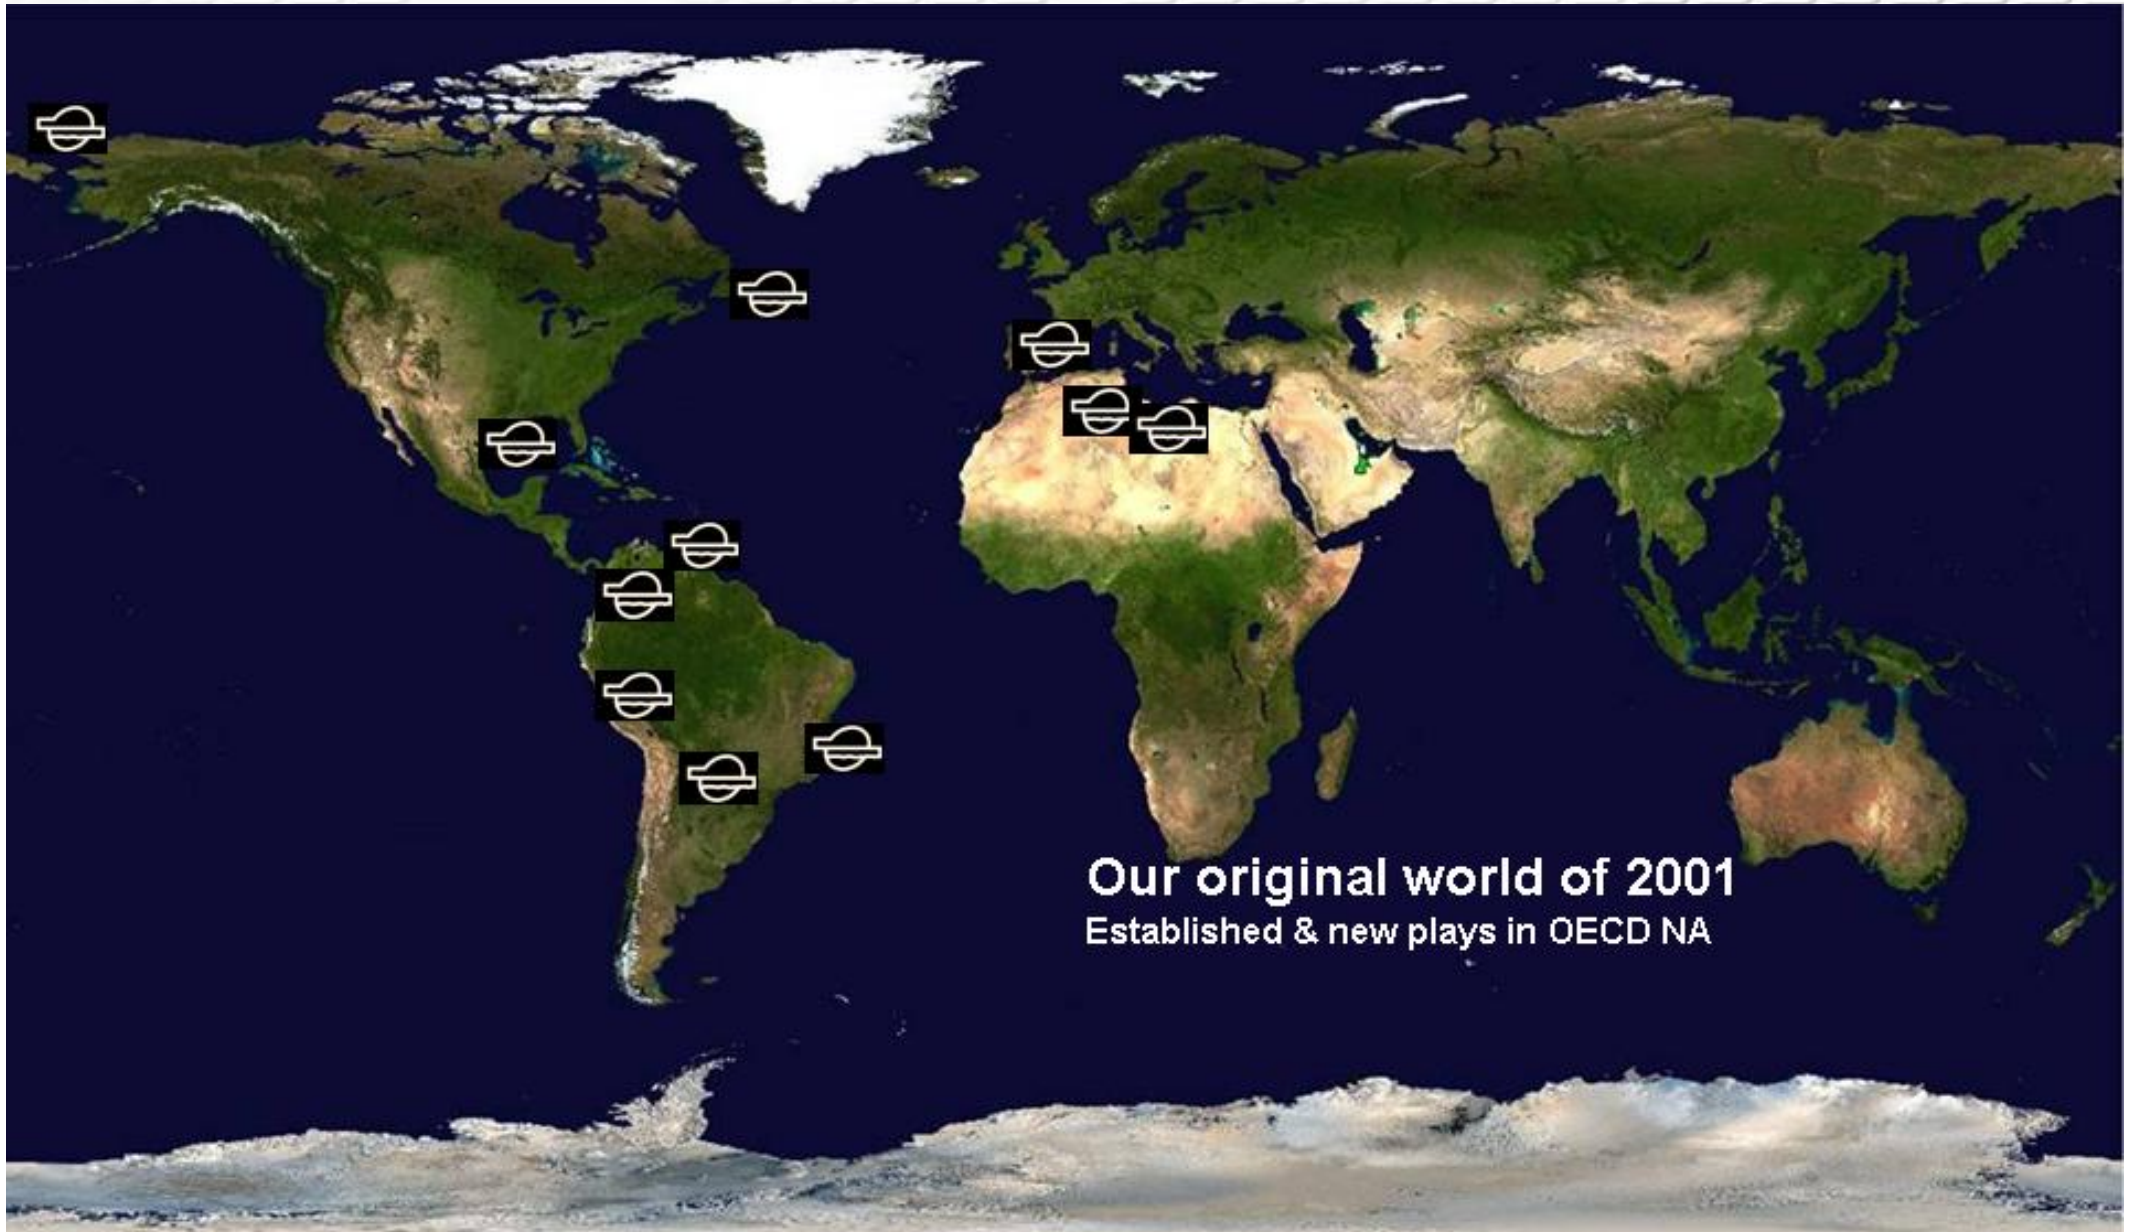 Our original world of 2001
Established & new plays in OECD NA